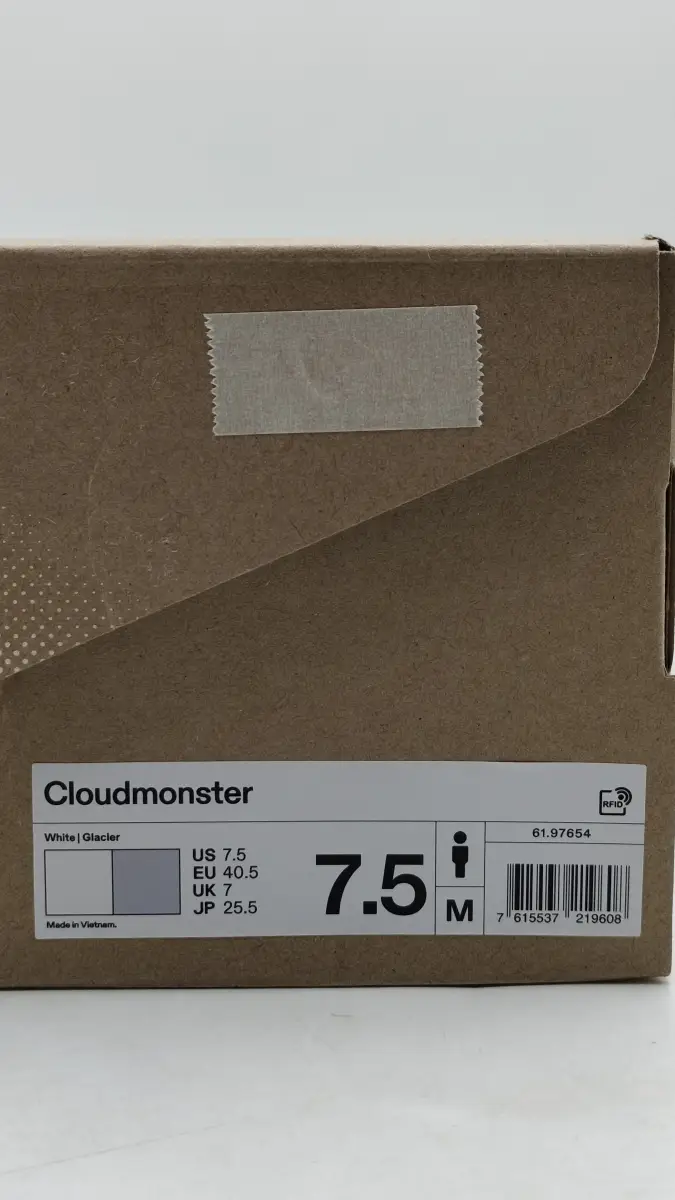 Cloudmonster
RFID
White | Glacier
US 7.5
EU 40.5
UK 7
JP 25.5
Made in Vietnam.
7.5
M
61.97654
7 615537 219608